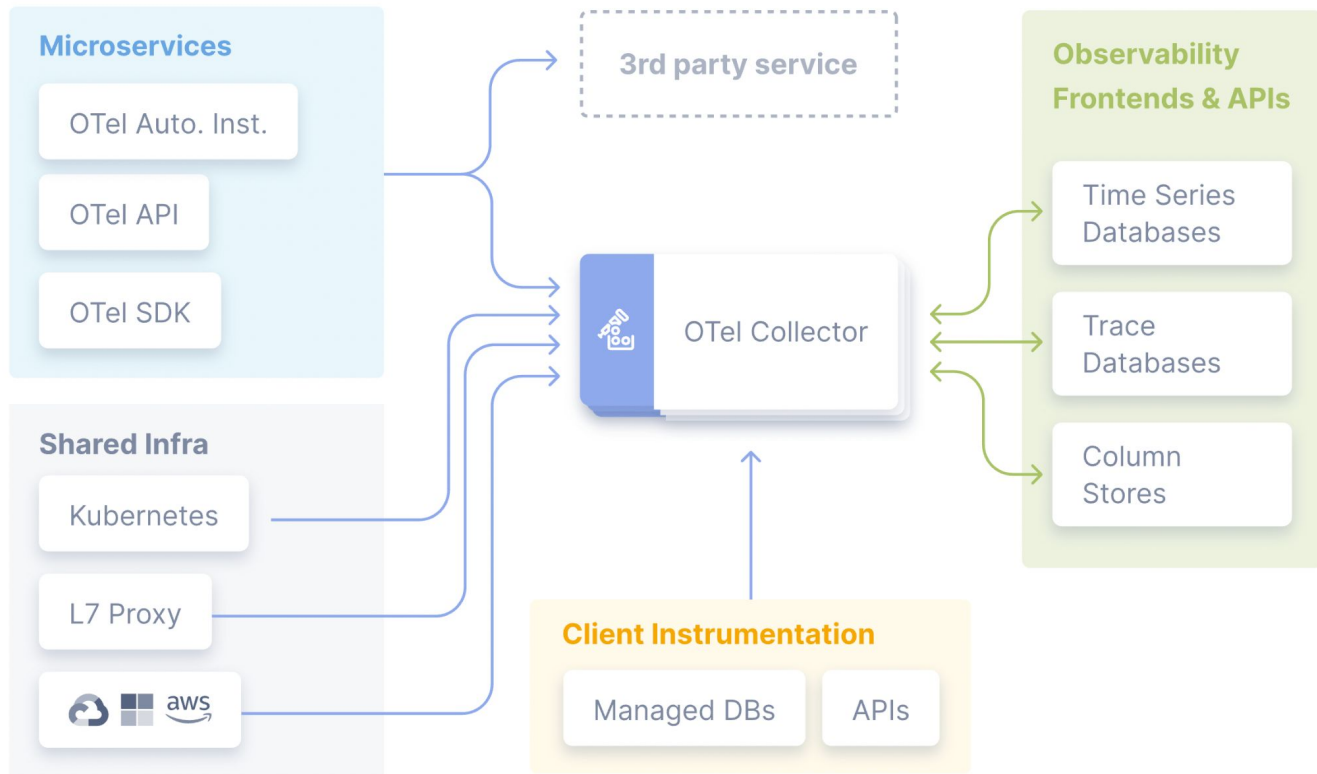 Microservices
OTel Auto. Inst.
OTel API
OTel SDK
Shared Infra
Kubernetes
L7 Proxy
aws
3rd party service
OTel Collector
Client Instrumentation
Managed DBs
APIs
Observability
Frontends & APIs
Time Series
Databases
Trace
Databases
Column
Stores